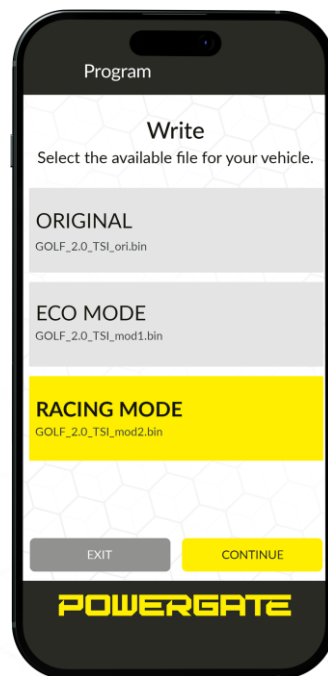 Program
Write
Select the available file for your vehicle.
ORIGINAL
GOLF_2.0_TSI_ori.bin
ECO MODE
GOLF_2.0_TSI_mod1.bin
RACING MODE
GOLF_2.0_TSI_mod2.bin
EXIT
CONTINUE
POWERGATE